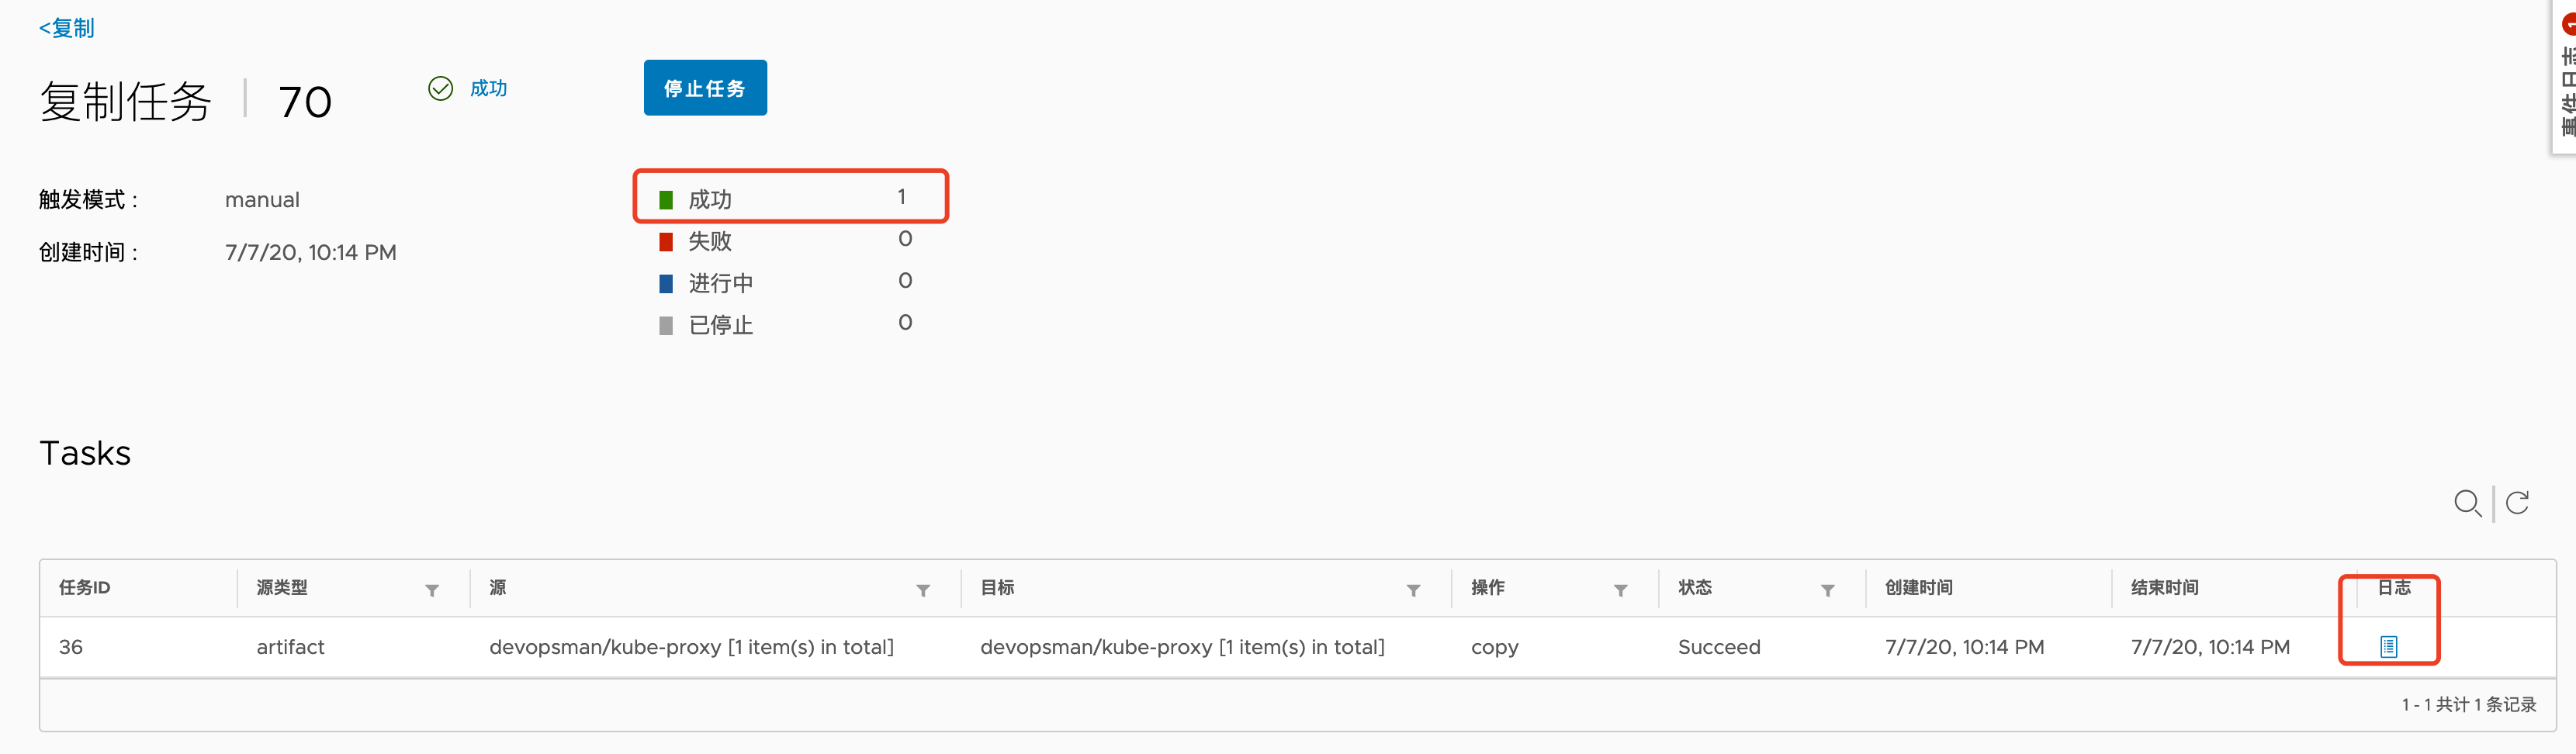 <复制
复制任务 70 成功 停止任务
触发模式： manual
创建时间： 7/7/20, 10:14 PM
成功 1
失败 0
进行中 0
已停止 0
事件日志 1
Tasks
任务ID 源类型 源 目标 操作 状态 创建时间 结束时间 日志
36 artifact devopsman/kube-proxy [1 item(s) in total] devopsman/kube-proxy [1 item(s) in total] copy Succeed 7/7/20, 10:14 PM 7/7/20, 10:14 PM
1 - 1 共计 1 条记录